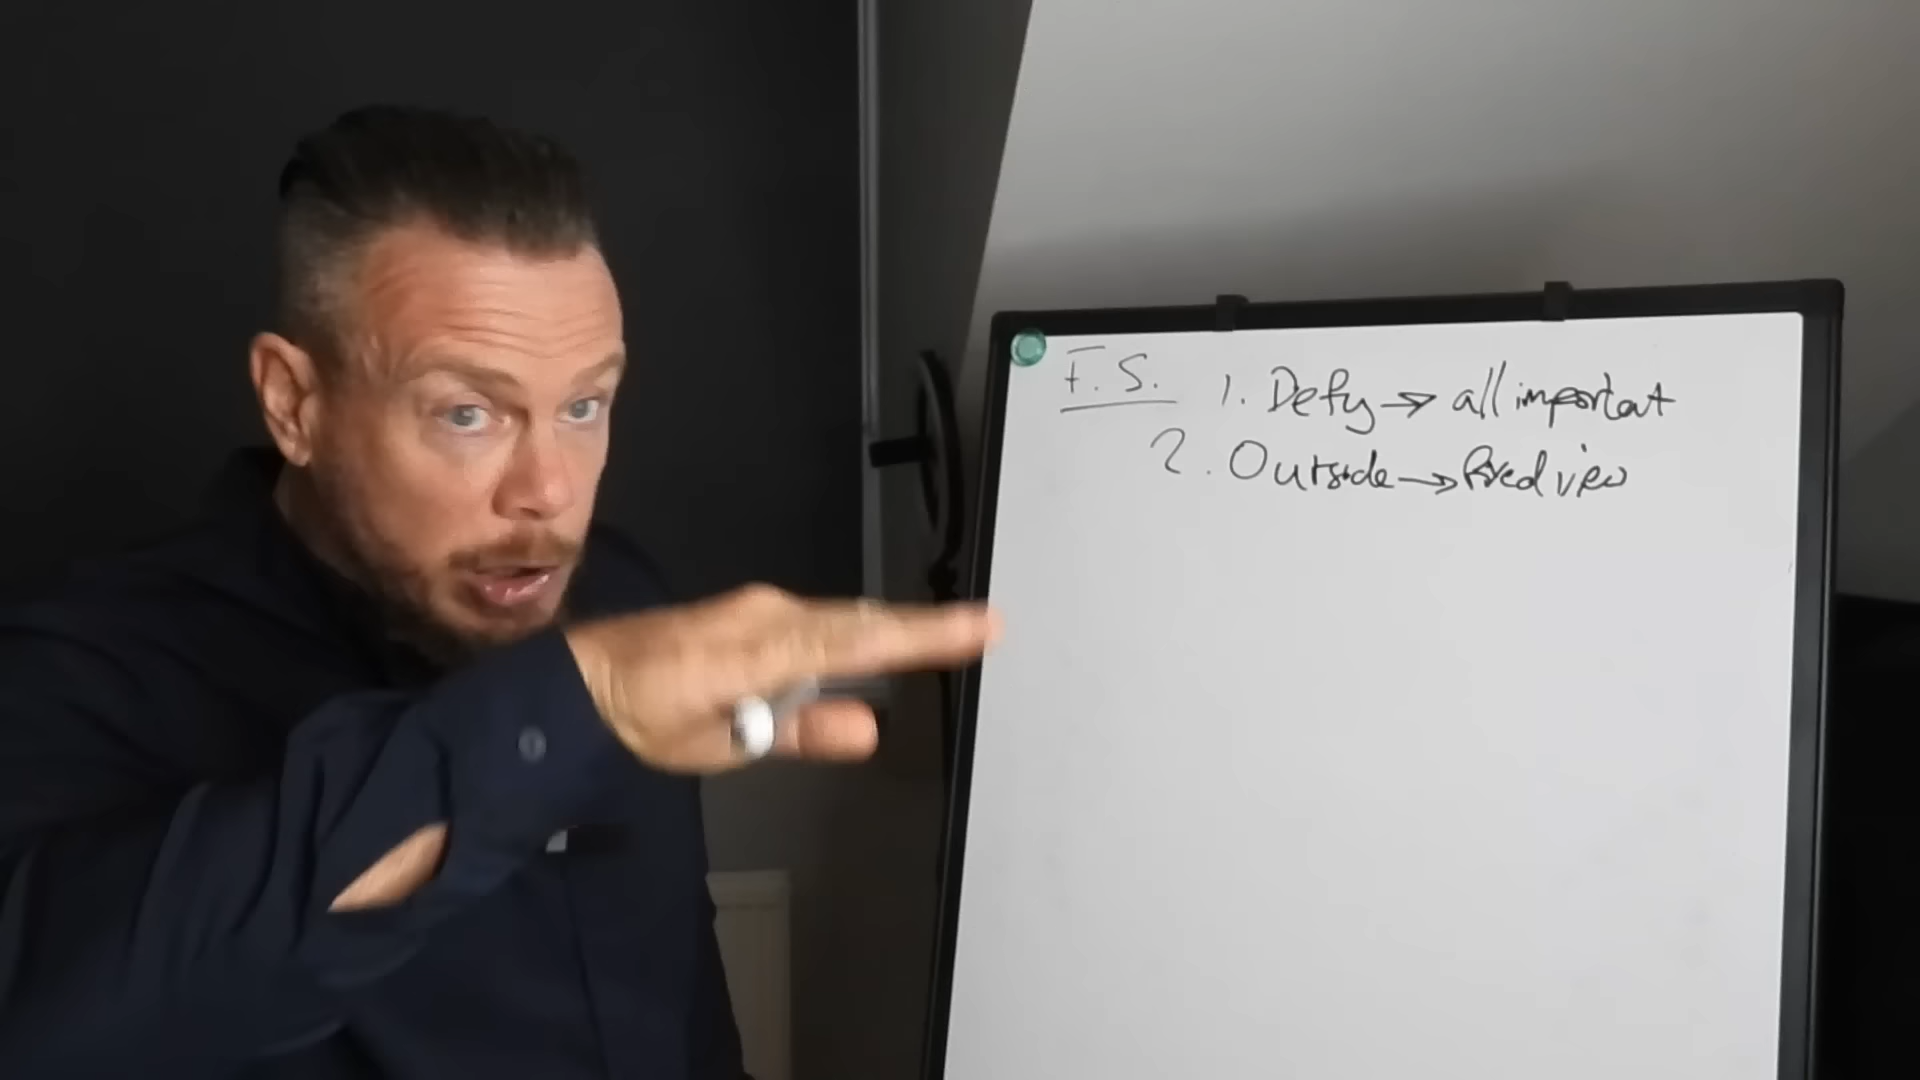 F. S. 1. Defy → all important
2. Outside → fixed view